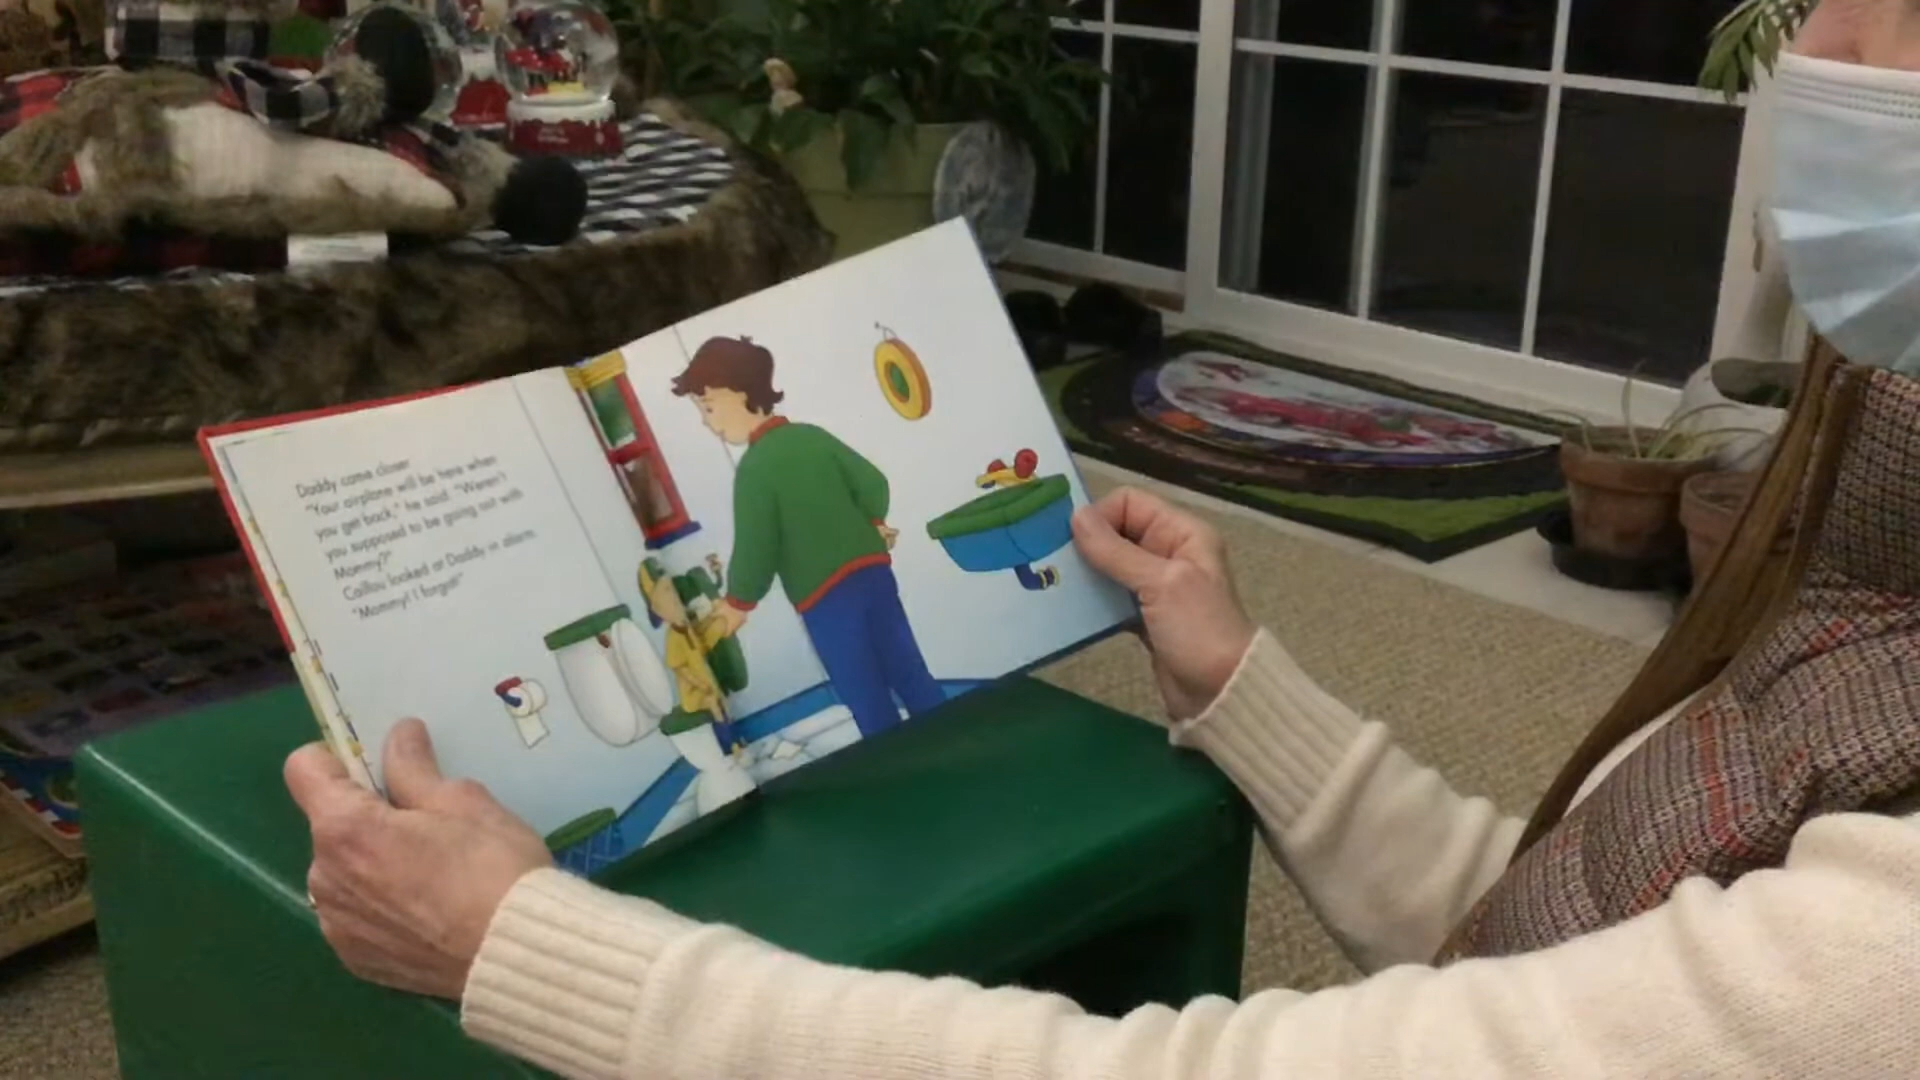 Daddy came closer.
"Your airplane will be here when
you get back," he said. "Weren't
you supposed to be going out with
Mommy?"
Caillou looked at Daddy in alarm.
"Mommy! I forgot!"